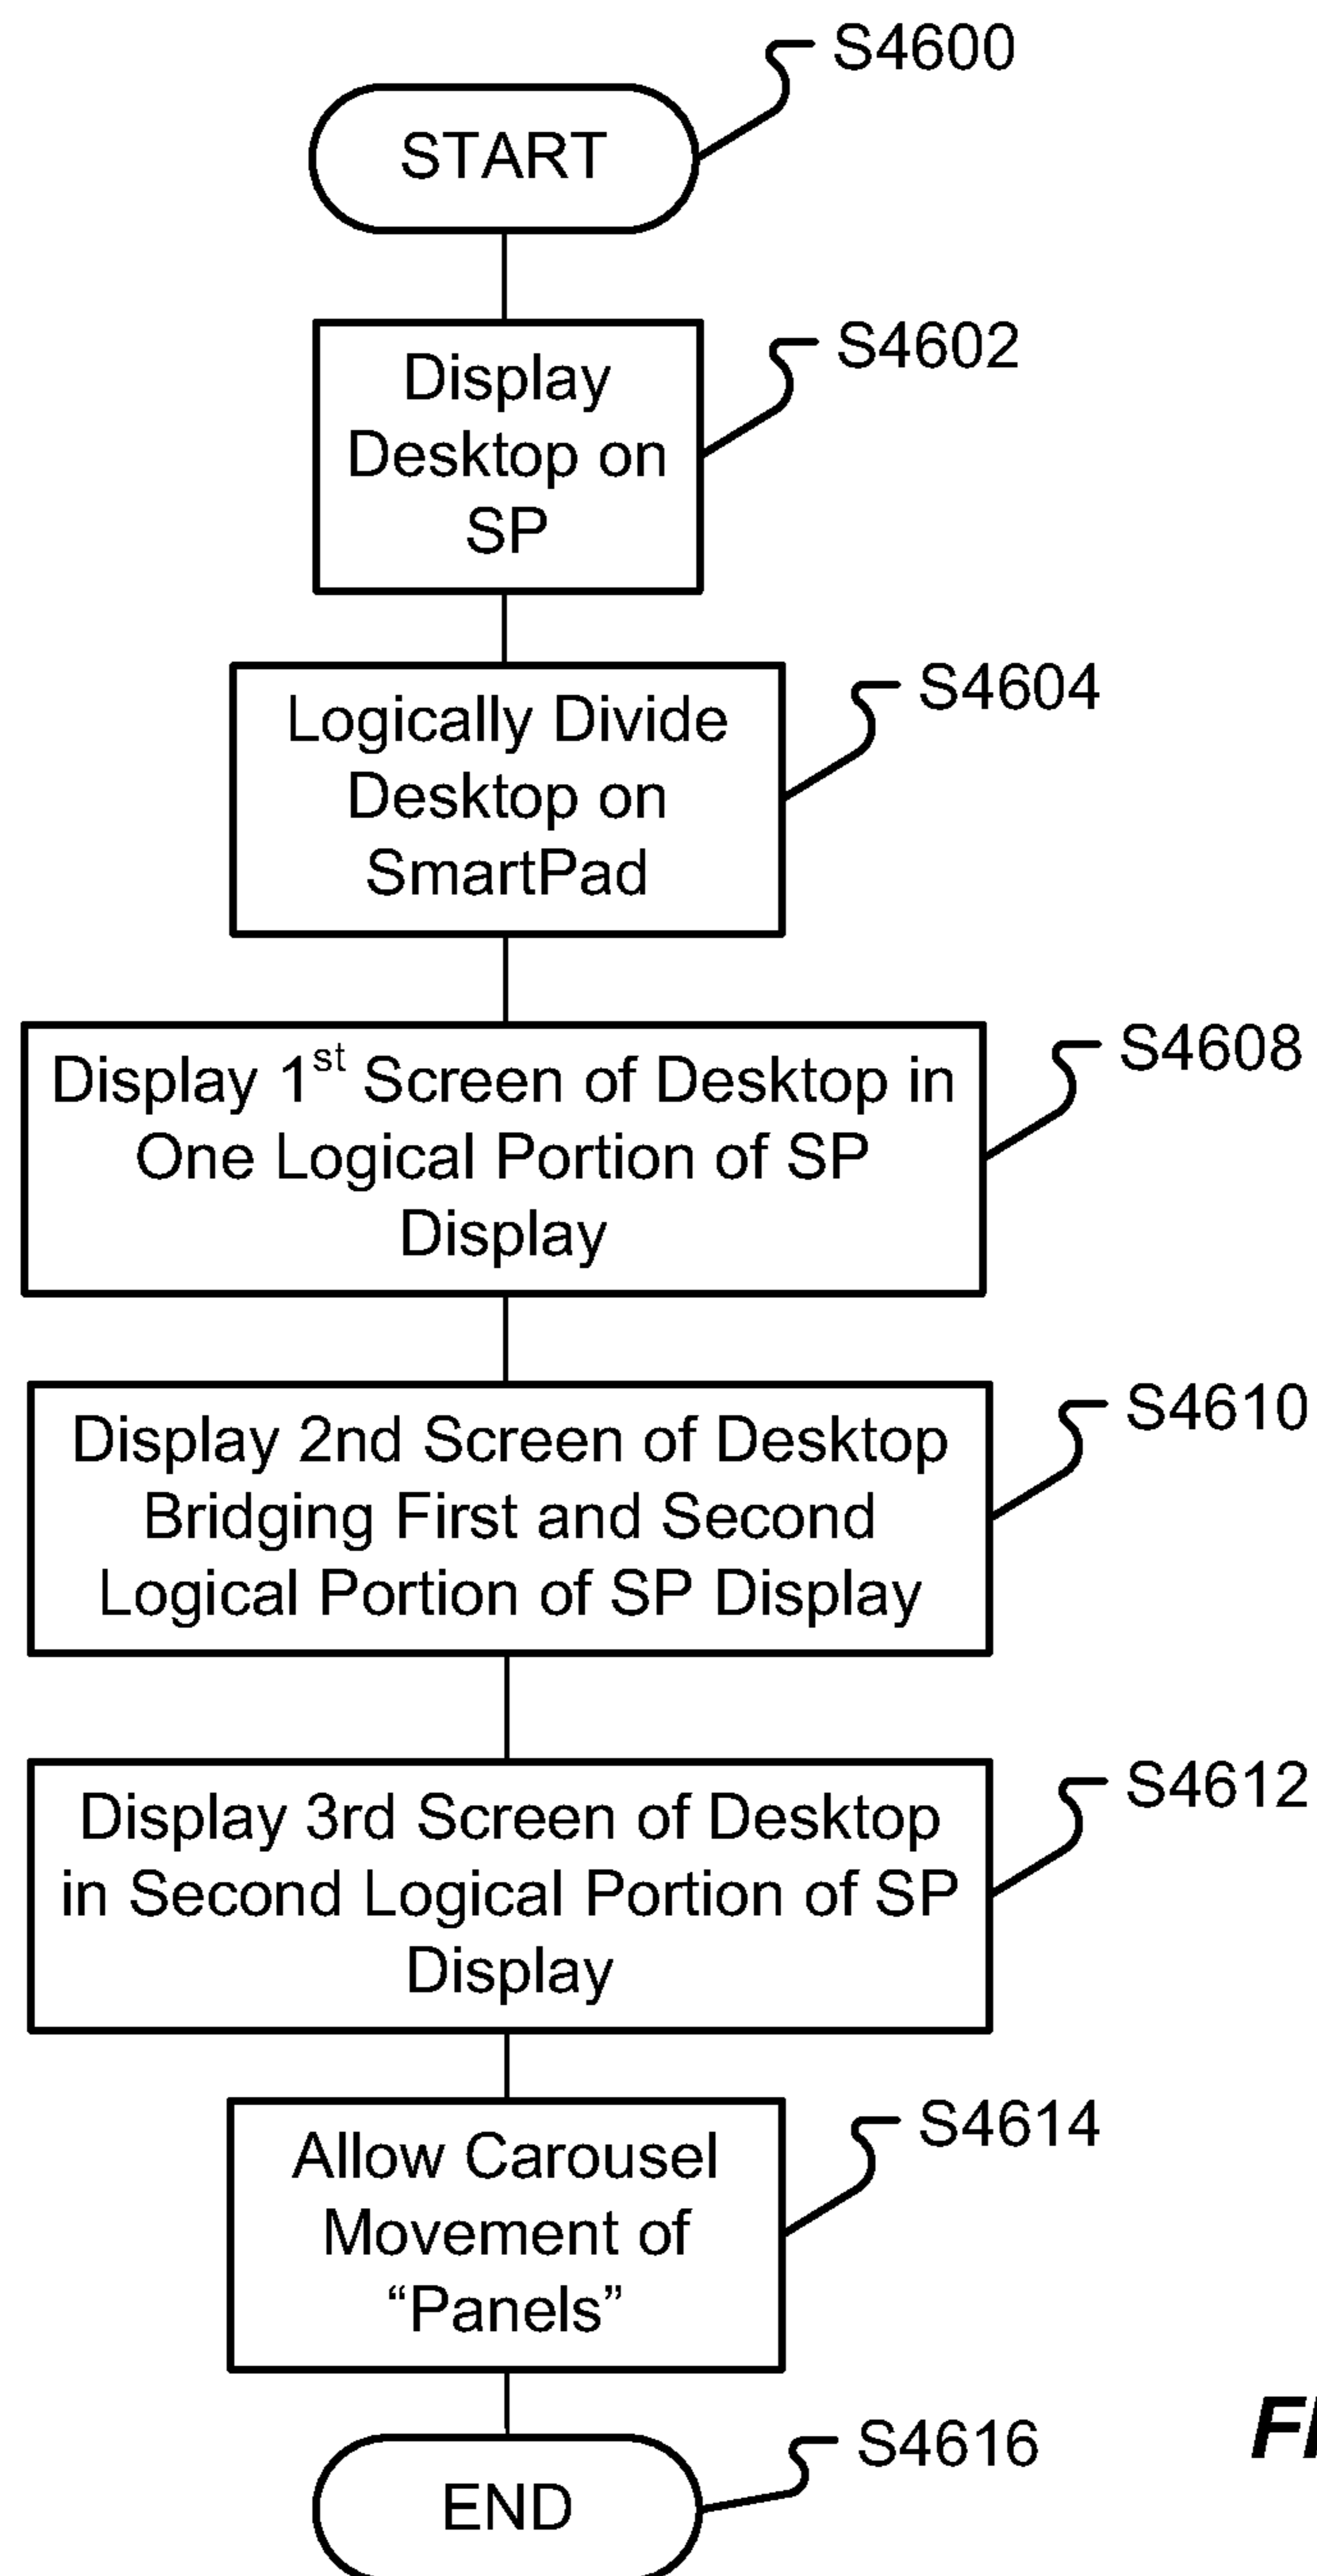 S4600
START
S4602
Display
Desktop on
SP
S4604
Logically Divide
Desktop on
SmartPad
S4608
Display 1st Screen of Desktop in
One Logical Portion of SP
Display
S4610
Display 2nd Screen of Desktop
Bridging First and Second
Logical Portion of SP Display
S4612
Display 3rd Screen of Desktop
in Second Logical Portion of SP
Display
S4614
Allow Carousel
Movement of
“Panels”
S4616
END